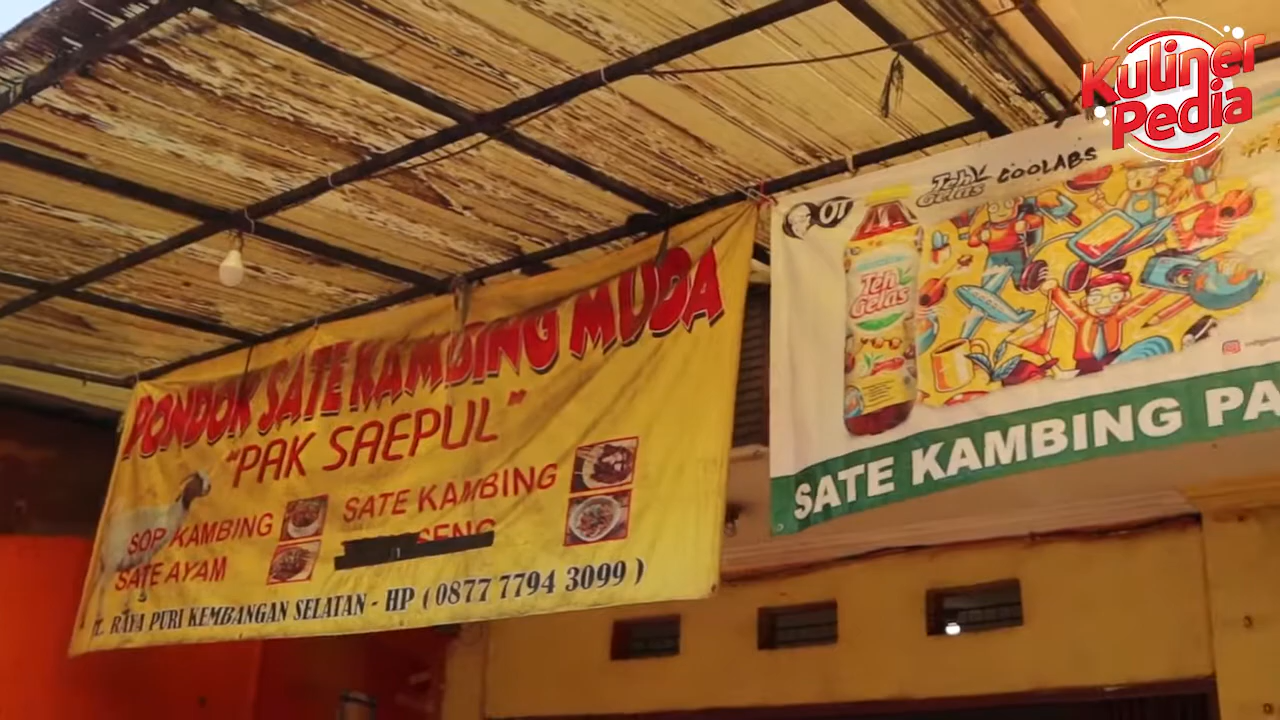 Kuliner
Pedia
PONDOK SATE KAMBING MUDA
"PAK SAEPUL"
SOP KAMBING
SATE KAMBING
SATE AYAM
SENG
RAYA PURI KEMBANGAN SELATAN - HP ( 0877 7794 3099 )
OT
Teh Gelas
COOLABS
Teh
Gelas
SATE KAMBING PA